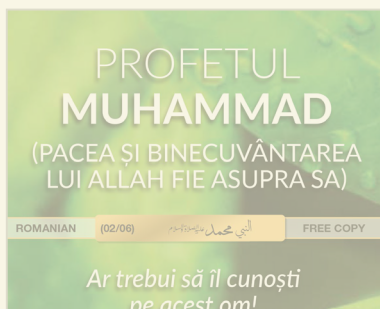 PROFETUL
MUHAMMAD
(PACEA ȘI BINECUVÂNTAREA
LUI ALLAH FIE ASUPRA SA)
ROMANIAN (02/06) النبي محمد FREE COPY
Ar trebui să îl cunoști
pe acest om!